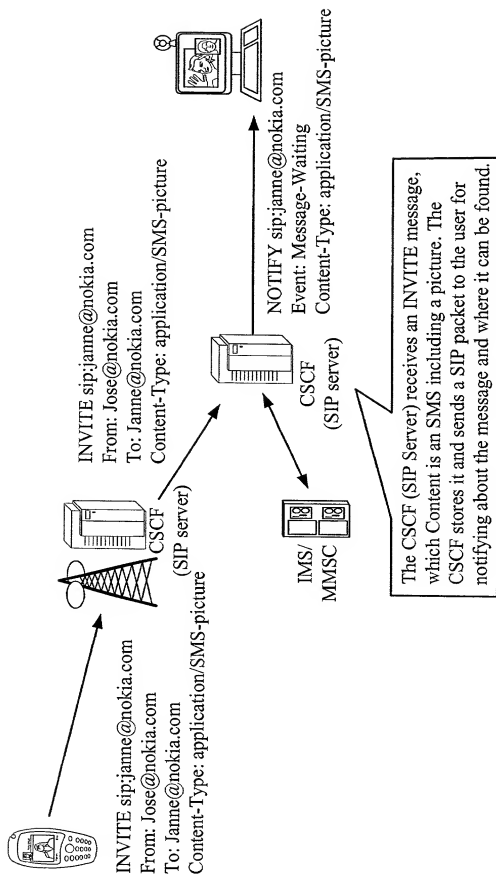 INVITE sip:janne@nokia.com
From: Jose@nokia.com
To: Janne@nokia.com
Content-Type: application/SMS-picture
CSCF
(SIP server)
INVITE sip:janne@nokia.com
From: Jose@nokia.com
To: Janne@nokia.com
Content-Type: application/SMS-picture
IMS/
MMSC
CSCF
(SIP server)
NOTIFY sip:janne@nokia.com
Event: Message-Waiting
Content-Type: application/SMS-picture
The CSCF (SIP Server) receives an INVITE message,
which Content is an SMS including a picture. The
CSCF stores it and sends a SIP packet to the user for
notifying about the message and where it can be found.